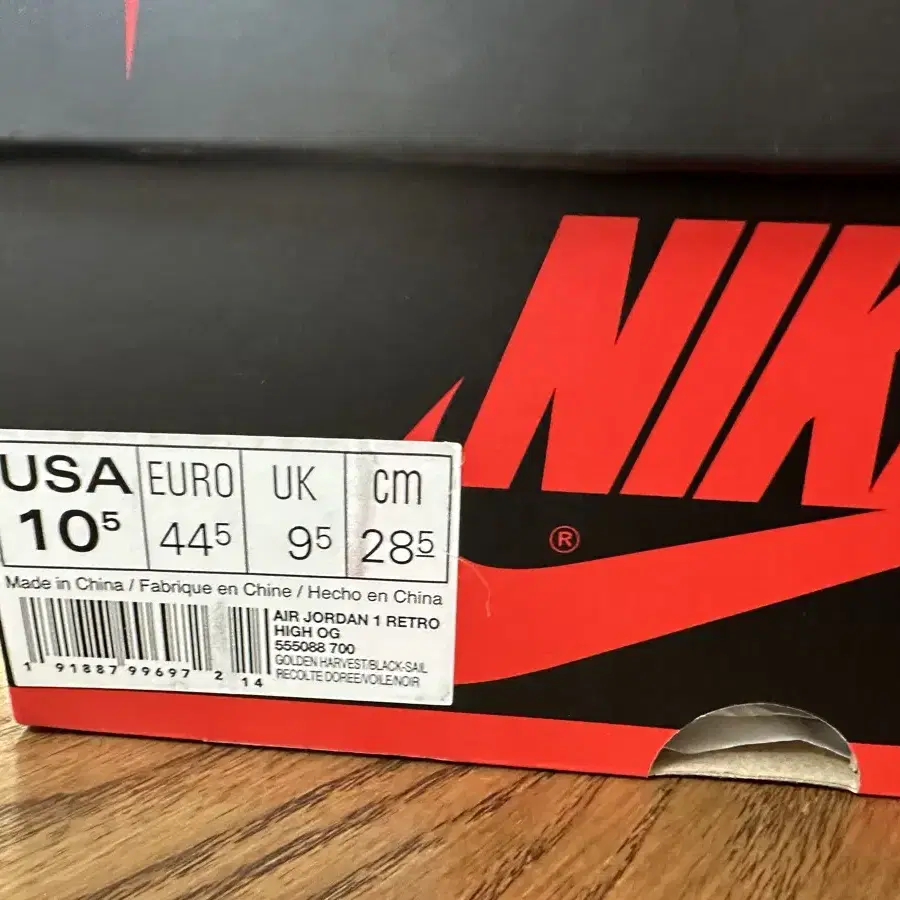 NIK
®
USA EURO UK cm
10⁵ 44⁵ 9⁵ 28⁵
Made in China / Fabrique en Chine / Hecho en China
AIR JORDAN 1 RETRO
HIGH OG
555088 700
GOLDEN HARVEST/BLACK-SAIL
RECOLTE DOREE/VOILE/NOIR
1 91887 99697 2 14